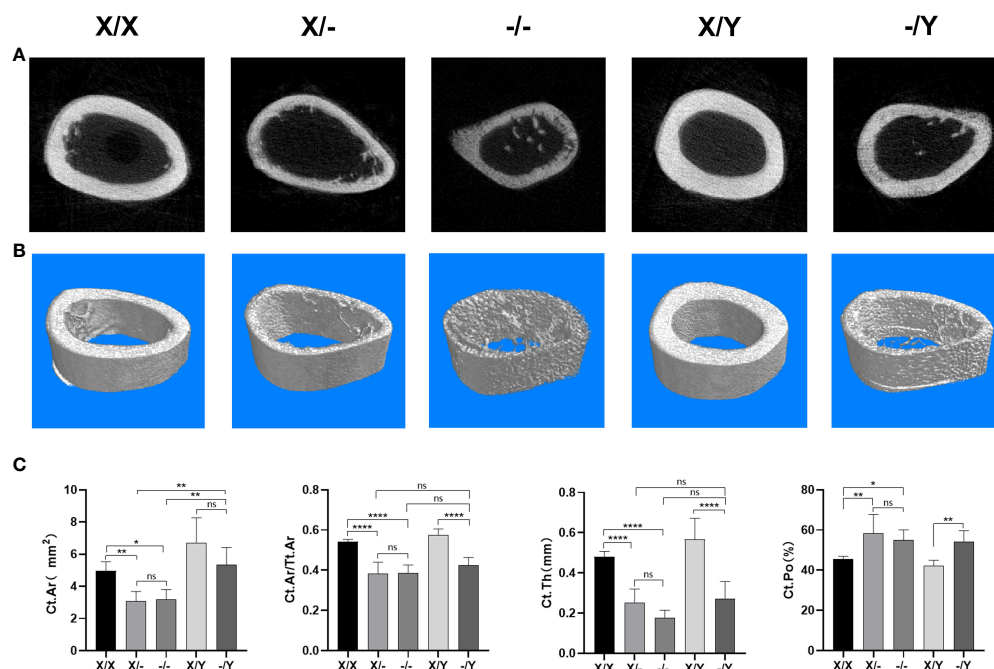 X/X X/- -/- X/Y -/Y
A
B
C
Ct.Ar( mm²)
10
8
6
4
2
0
**
**
ns
*
**
ns
X/X X/- -/- X/Y -/Y
Ct.Ar/Tt.Ar
0.8
0.6
0.4
0.2
0.0
ns
ns
****
****
****
ns
X/X X/- -/- X/Y -/Y
Ct.Th(mm)
0.8
0.6
0.4
0.2
0.0
ns
ns
****
****
****
ns
X/X X/- -/- X/Y -/Y
Ct.Po(%)
80
60
40
20
0
*
**
ns
**
X/X X/- -/- X/Y -/Y